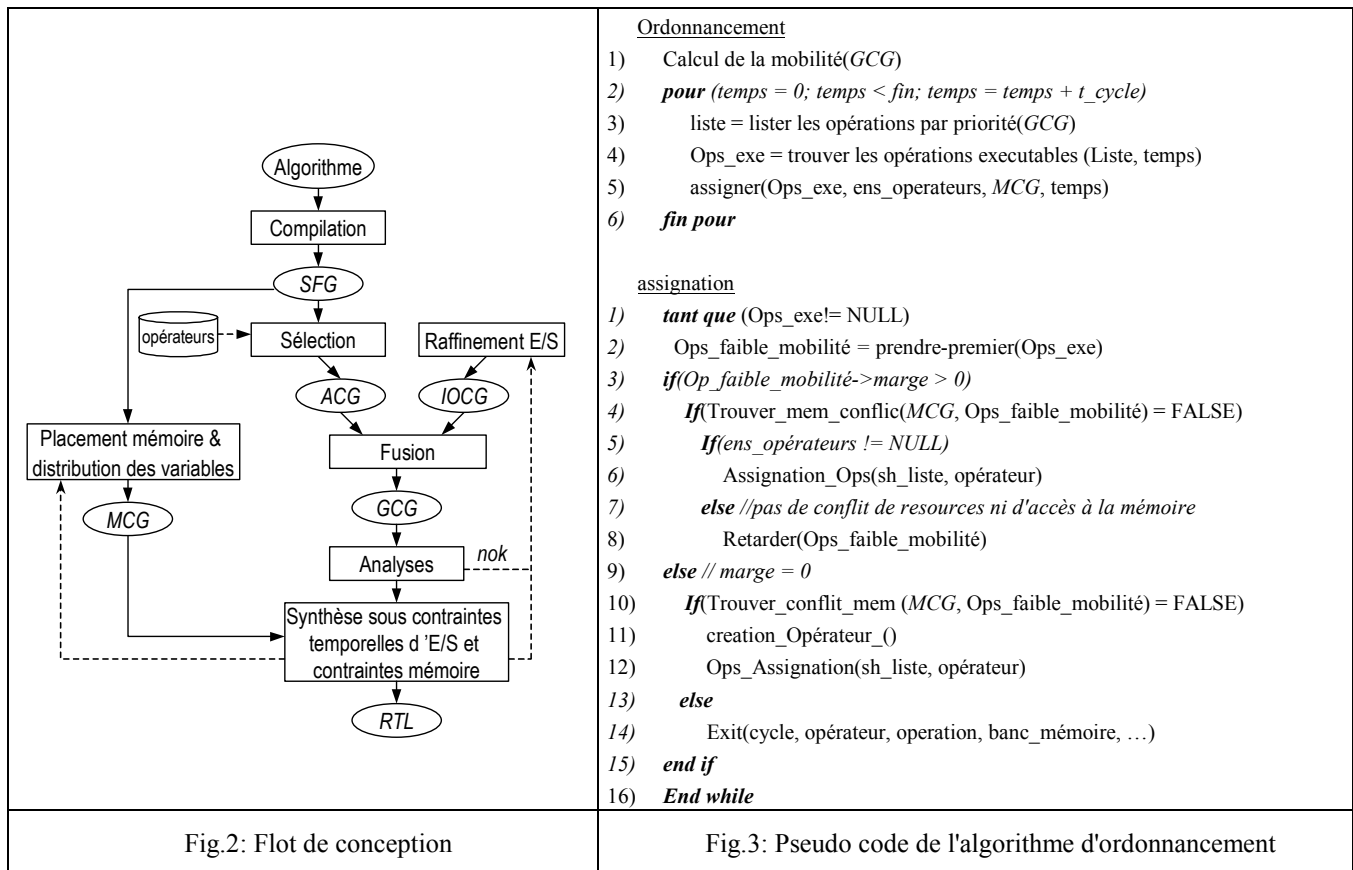 Algorithme
Compilation
SFG
opérateurs
Sélection
Raffinement E/S
ACG
IOCG
Placement mémoire &
distribution des variables
Fusion
MCG
GCG
Analyses
nok
Synthèse sous contraintes
temporelles d 'E/S et
contraintes mémoire
RTL
Fig.2: Flot de conception
Ordonnancement
1) Calcul de la mobilité(GCG)
2) pour (temps = 0; temps < fin; temps = temps + t_cycle)
3) liste = lister les opérations par priorité(GCG)
4) Ops_exe = trouver les opérations executables (Liste, temps)
5) assigner(Ops_exe, ens_operateurs, MCG, temps)
6) fin pour
assignation
1) tant que (Ops_exe!= NULL)
2) Ops_faible_mobilité = prendre-premier(Ops_exe)
3) if(Op_faible_mobilité->marge > 0)
4) If(Trouver_mem_conflic(MCG, Ops_faible_mobilité) = FALSE)
5) If(ens_opérateurs != NULL)
6) Assignation_Ops(sh_liste, opérateur)
7) else //pas de conflit de resources ni d'accès à la mémoire
8) Retarder(Ops_faible_mobilité)
9) else // marge = 0
10) If(Trouver_conflit_mem (MCG, Ops_faible_mobilité) = FALSE)
11) creation_Opérateur_()
12) Ops_Assignation(sh_liste, opérateur)
13) else
14) Exit(cycle, opérateur, operation, banc_mémoire, …)
15) end if
16) End while
Fig.3: Pseudo code de l'algorithme d'ordonnancement